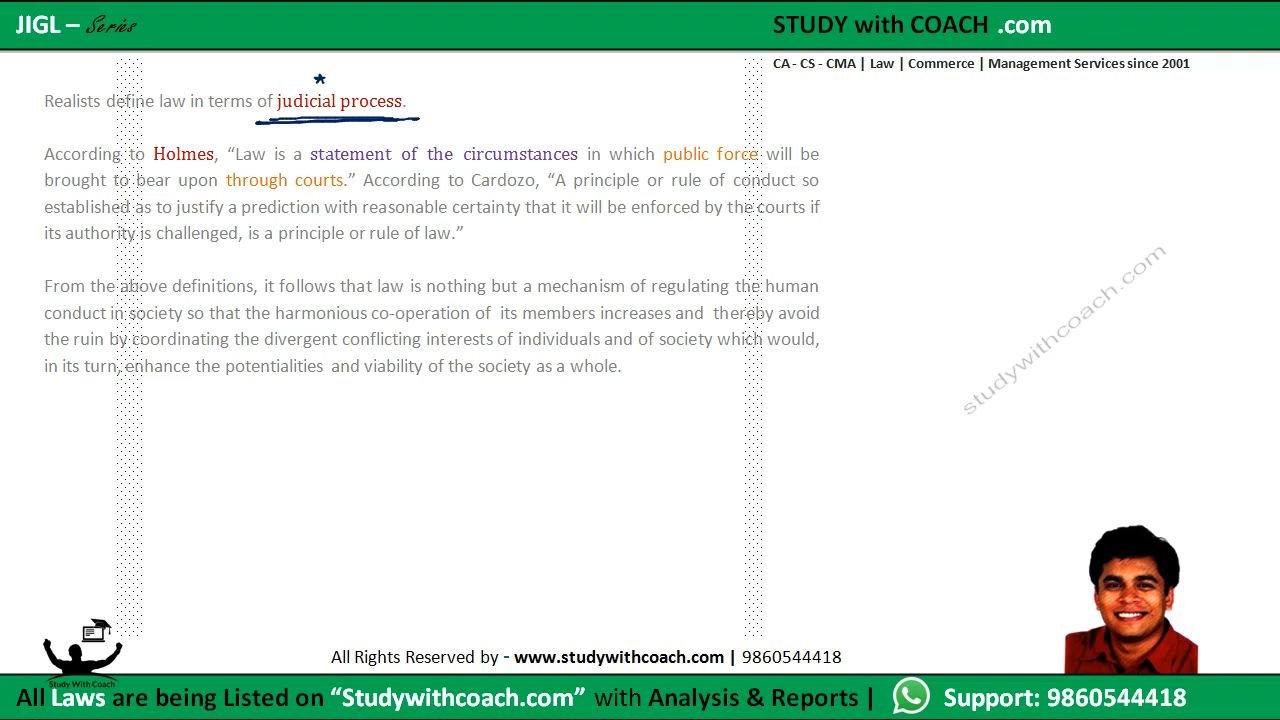 JIGL – Series
STUDY with COACH .com
CA - CS - CMA | Law | Commerce | Management Services since 2001
Realists define law in terms of judicial process.
According to Holmes, “Law is a statement of the circumstances in which public force will be
brought to bear upon through courts.” According to Cardozo, “A principle or rule of conduct so
established as to justify a prediction with reasonable certainty that it will be enforced by the courts if
its authority is challenged, is a principle or rule of law.”
From the above definitions, it follows that law is nothing but a mechanism of regulating the human
conduct in society so that the harmonious co-operation of its members increases and thereby avoid
the ruin by coordinating the divergent conflicting interests of individuals and of society which would,
in its turn, enhance the potentialities and viability of the society as a whole.
studywithcoach.com
Study With Coach
All Rights Reserved by - www.studywithcoach.com | 9860544418
All Laws are being Listed on “Studywithcoach.com” with Analysis & Reports |
Support: 9860544418